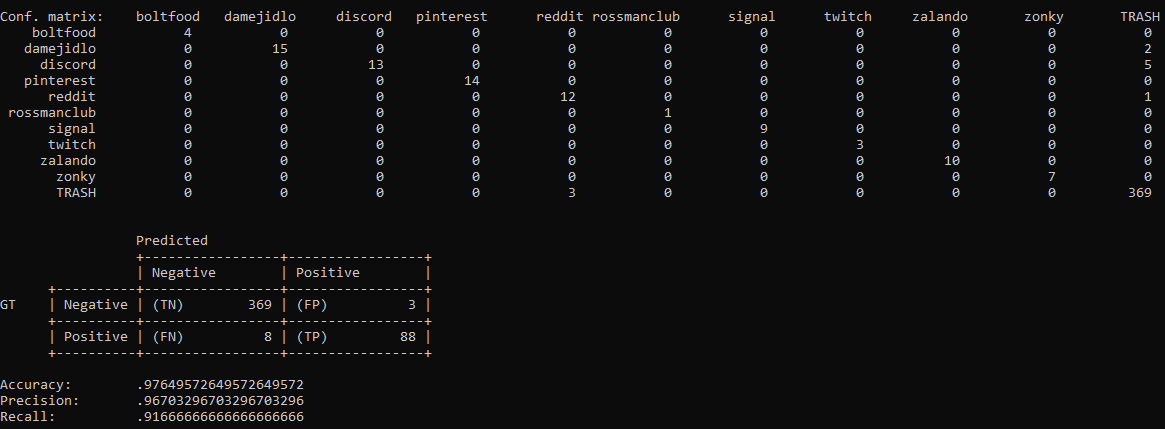 Conf. matrix:    boltfood  damejidlo    discord  pinterest     reddit rossmanclub     signal     twitch    zalando      zonky      TRASH
boltfood 4 0 0 0 0 0 0 0 0 0 0
damejidlo 0 15 0 0 0 0 0 0 0 0 2
discord 0 0 13 0 0 0 0 0 0 0 5
pinterest 0 0 0 14 0 0 0 0 0 0 0
reddit 0 0 0 0 12 0 0 0 0 0 1
rossmanclub 0 0 0 0 0 1 0 0 0 0 0
signal 0 0 0 0 0 0 9 0 0 0 0
twitch 0 0 0 0 0 0 0 3 0 0 0
zalando 0 0 0 0 0 0 0 0 10 0 0
zonky 0 0 0 0 0 0 0 0 0 7 0
TRASH 0 0 0 0 3 0 0 0 0 0 369
Predicted
+-----------------+-----------------+
| Negative | Positive |
+----------+-----------------+-----------------+
GT | Negative | (TN) 369 | (FP) 3 |
+----------+-----------------+-----------------+
| Positive | (FN) 8 | (TP) 88 |
+----------+-----------------+-----------------+
Accuracy: .97649572649572649572
Precision: .96703296703296703296
Recall: .91666666666666666666